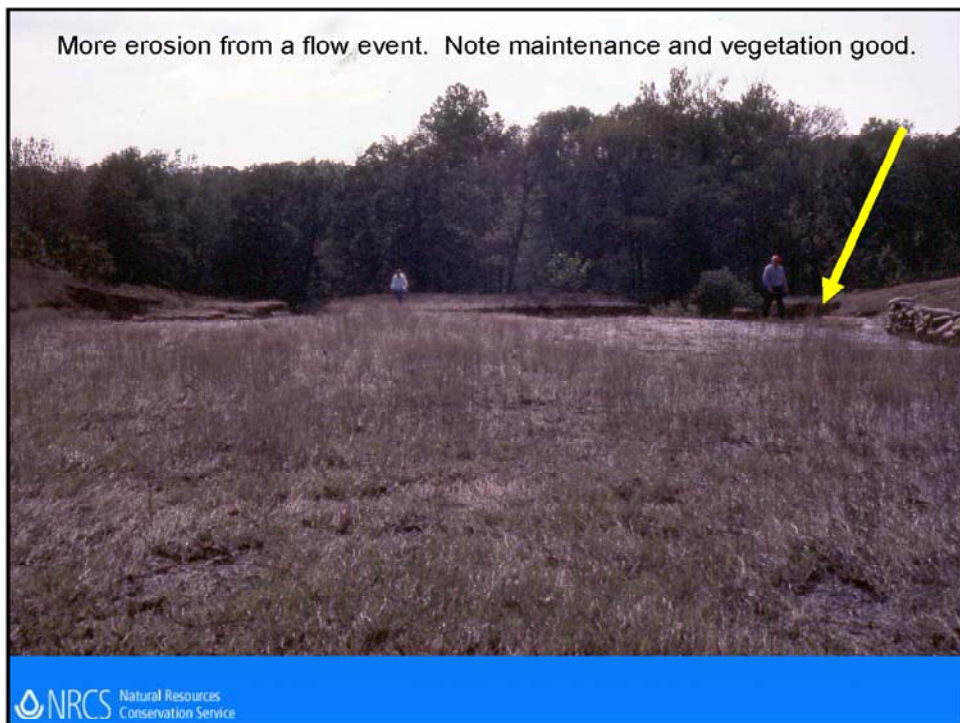 More erosion from a flow event.  Note maintenance and vegetation good.
NRCS Natural Resources
Conservation Service